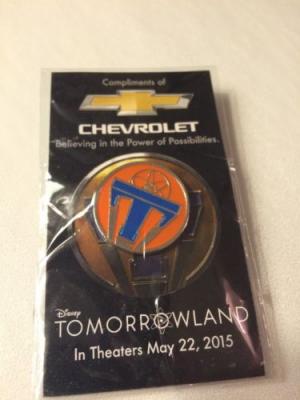 Compliments of
CHEVROLET
Believing in the Power of Possibilities.
T
Disney
TOMORROWLAND
In Theaters May 22, 2015